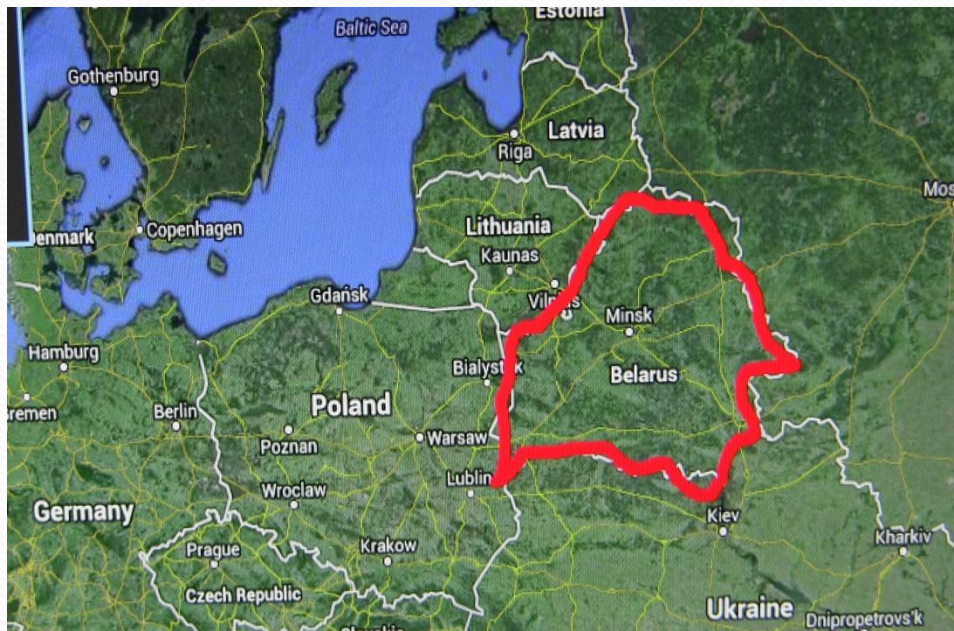 Estonia
Baltic Sea
Gothenburg
Latvia
Riga
Mos
Lithuania
Denmark
Copenhagen
Kaunas
Vilnius
Gdańsk
Minsk
Hamburg
Bialystok
Belarus
Bremen
Berlin
Poland
Poznan
Warsaw
Lublin
Wroclaw
Germany
Kiev
Prague
Krakow
Kharkiv
Czech Republic
Ukraine
Dnipropetrovs'k